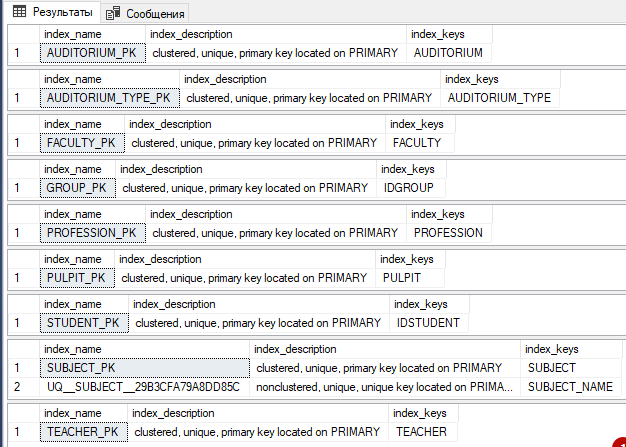 Результаты Сообщения
index_name index_description index_keys
1 AUDITORIUM_PK clustered, unique, primary key located on PRIMARY AUDITORIUM
index_name index_description index_keys
1 AUDITORIUM_TYPE_PK clustered, unique, primary key located on PRIMARY AUDITORIUM_TYPE
index_name index_description index_keys
1 FACULTY_PK clustered, unique, primary key located on PRIMARY FACULTY
index_name index_description index_keys
1 GROUP_PK clustered, unique, primary key located on PRIMARY IDGROUP
index_name index_description index_keys
1 PROFESSION_PK clustered, unique, primary key located on PRIMARY PROFESSION
index_name index_description index_keys
1 PULPIT_PK clustered, unique, primary key located on PRIMARY PULPIT
index_name index_description index_keys
1 STUDENT_PK clustered, unique, primary key located on PRIMARY IDSTUDENT
index_name index_description index_keys
1 SUBJECT_PK clustered, unique, primary key located on PRIMARY SUBJECT
2 UQ__SUBJECT__29B3CFA79A8DD85C nonclustered, unique, unique key located on PRIMA... SUBJECT_NAME
index_name index_description index_keys
1 TEACHER_PK clustered, unique, primary key located on PRIMARY TEACHER